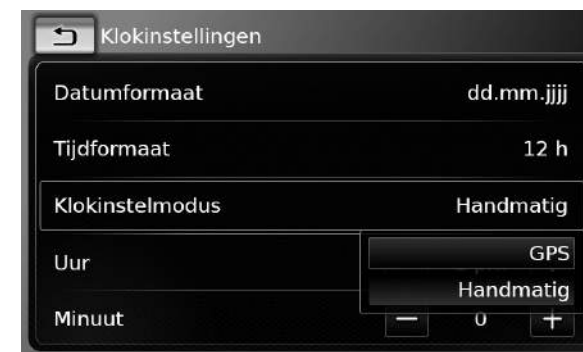 Klokinstellingen
Datumformaat dd.mm.jjjj
Tijdformaat 12 h
Klokinstelmodus Handmatig
Uur GPS
Handmatig
Minuut — 0 +